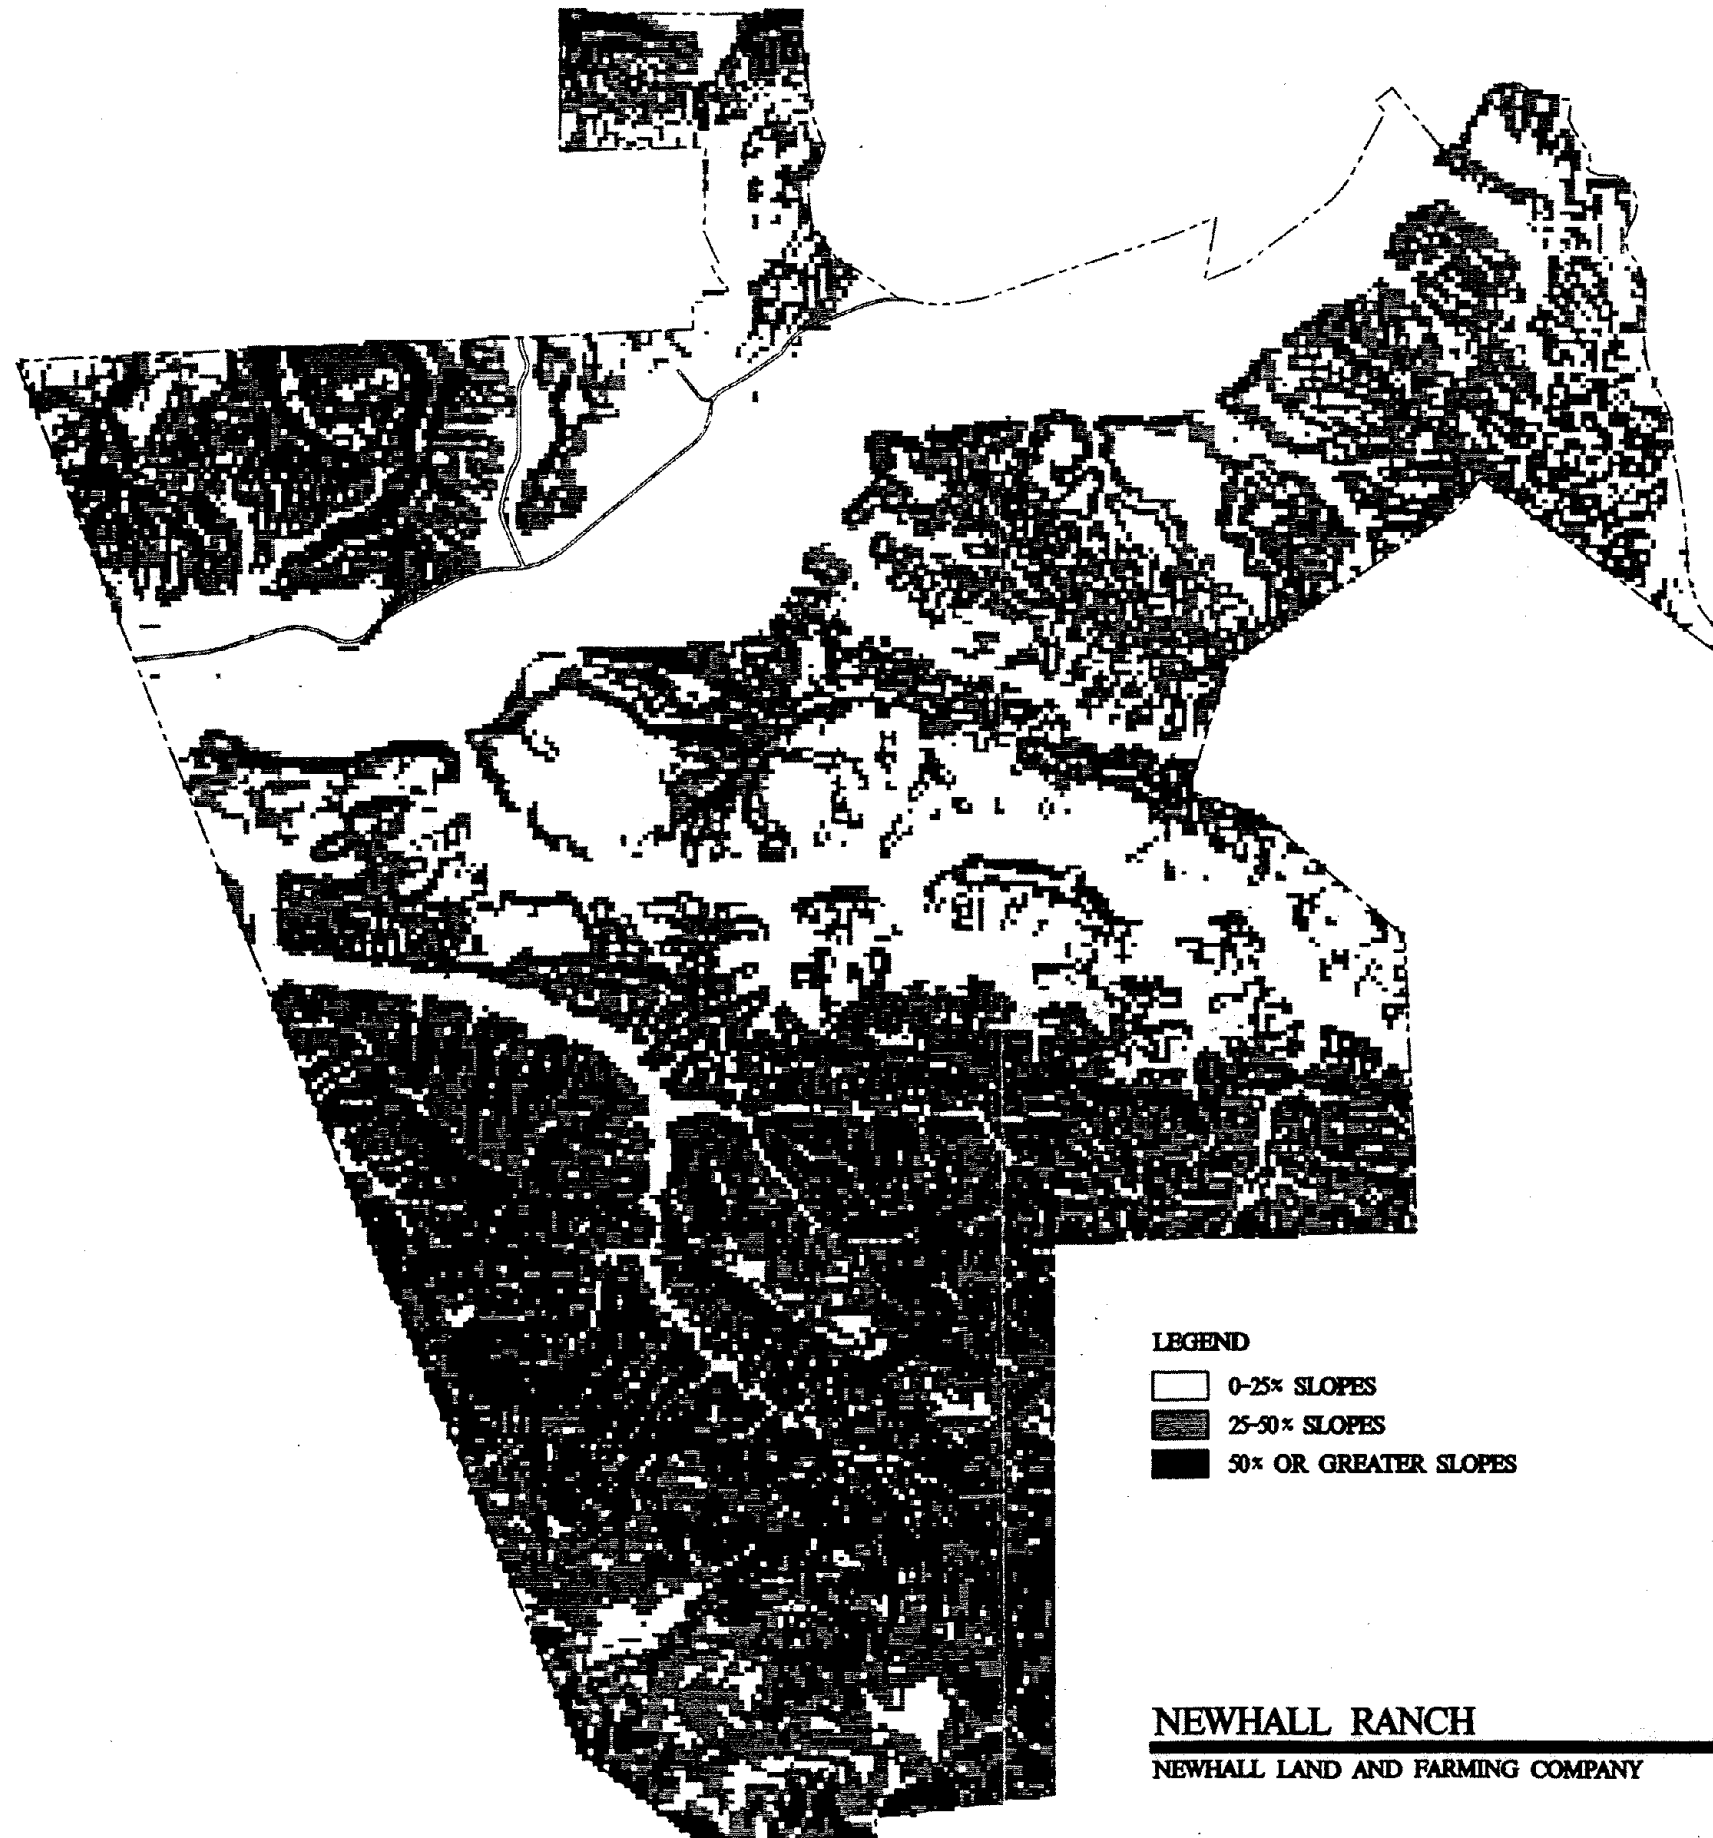 LEGEND
0-25% SLOPES
25-50% SLOPES
50% OR GREATER SLOPES
NEWHALL RANCH
NEWHALL LAND AND FARMING COMPANY